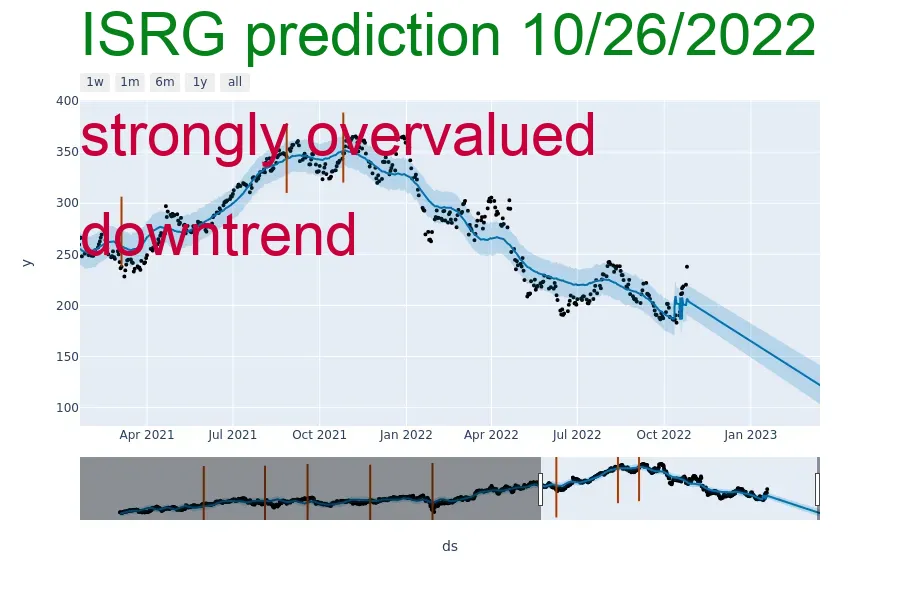 ISRG prediction 10/26/2022
1w 1m 6m 1y all
400
strongly overvalued
350
300
downtrend
250
y
200
150
100
Apr 2021 Jul 2021 Oct 2021 Jan 2022 Apr 2022 Jul 2022 Oct 2022 Jan 2023
ds